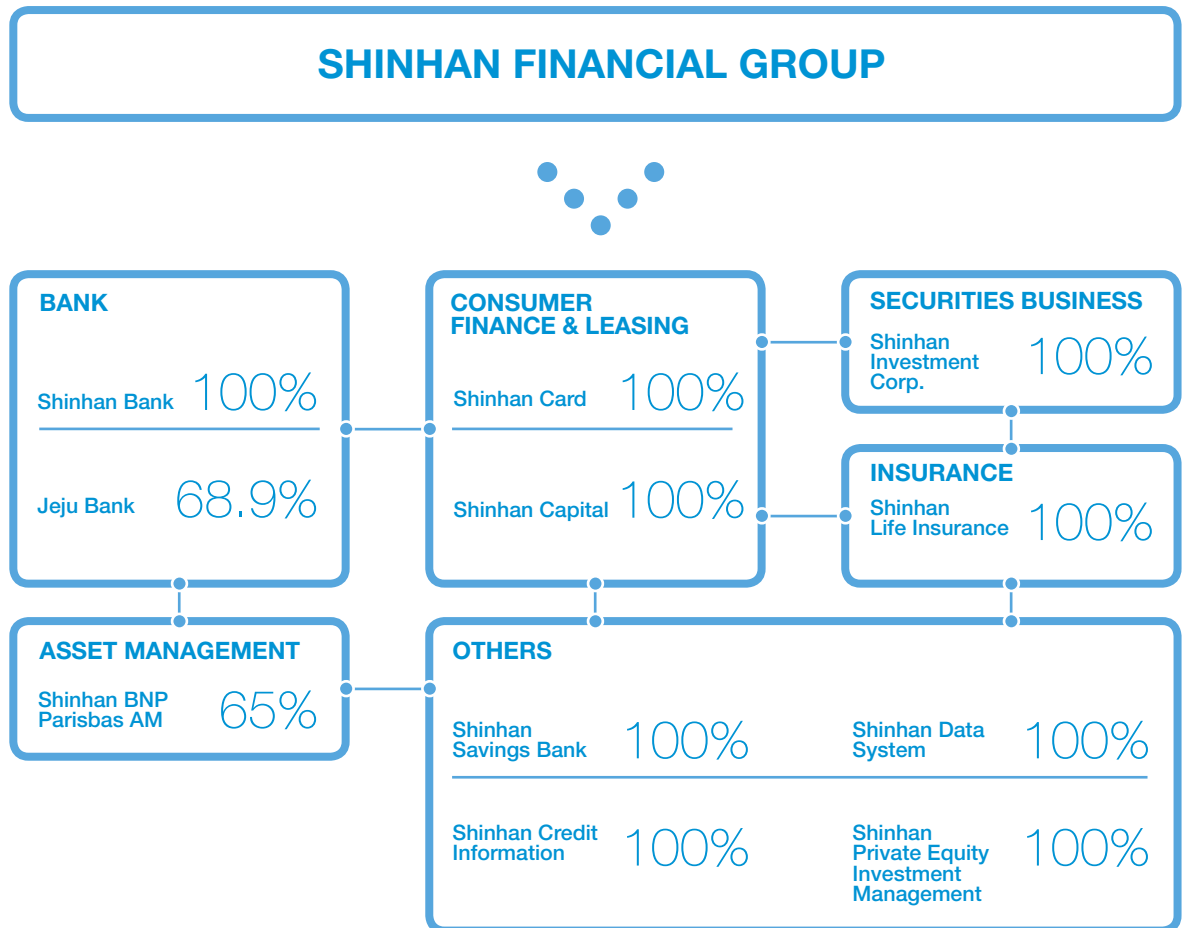 SHINHAN FINANCIAL GROUP
BANK
Shinhan Bank 100%
Jeju Bank 68.9%
CONSUMER
FINANCE & LEASING
Shinhan Card 100%
Shinhan Capital 100%
SECURITIES BUSINESS
Shinhan
Investment
Corp.
100%
INSURANCE
Shinhan
Life Insurance
100%
ASSET MANAGEMENT
Shinhan BNP
Parisbas AM
65%
OTHERS
Shinhan
Savings Bank
100%
Shinhan Data
System
100%
Shinhan Credit
Information
100%
Shinhan
Private Equity
Investment
Management
100%